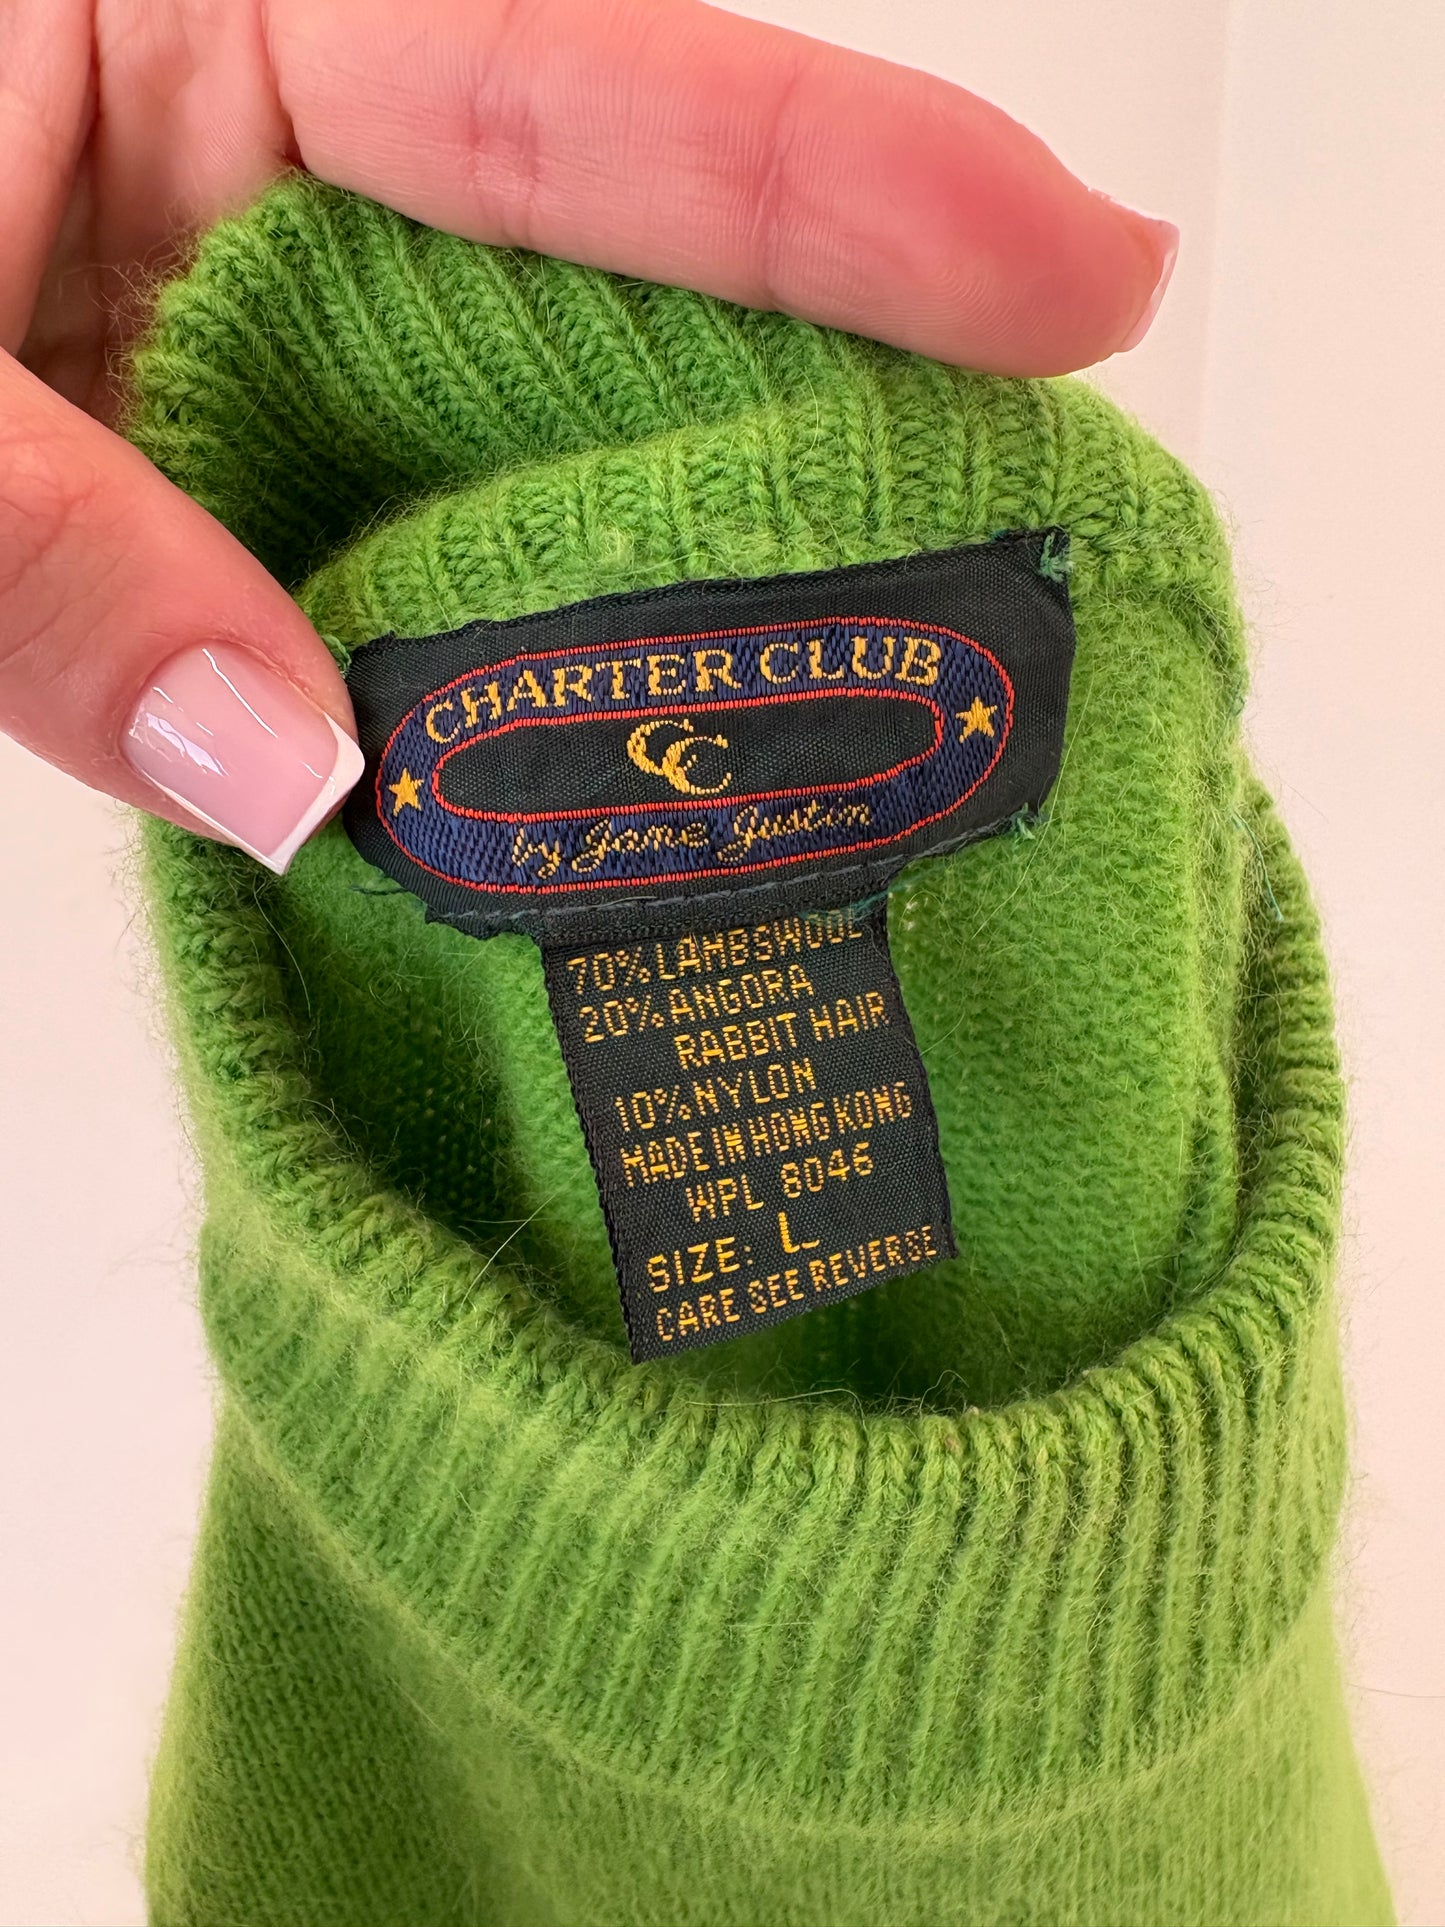 CHARTER CLUB
CC
by Jame Justin
70% LAMBSWOOL
20% ANGORA
RABBIT HAIR
10% NYLON
MADE IN HONG KONG
WPL 8046
SIZE: L
CARE SEE REVERSE